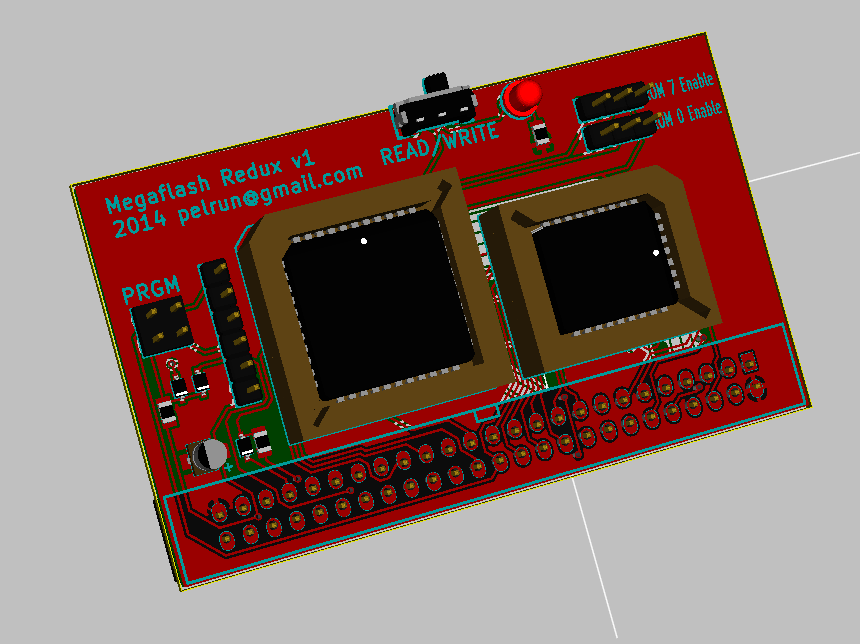 Megaflash Redux v1
2014 pelrun@gmail.com
READ/WRITE
OM 7 Enable
OM 0 Enable
PRGM
+